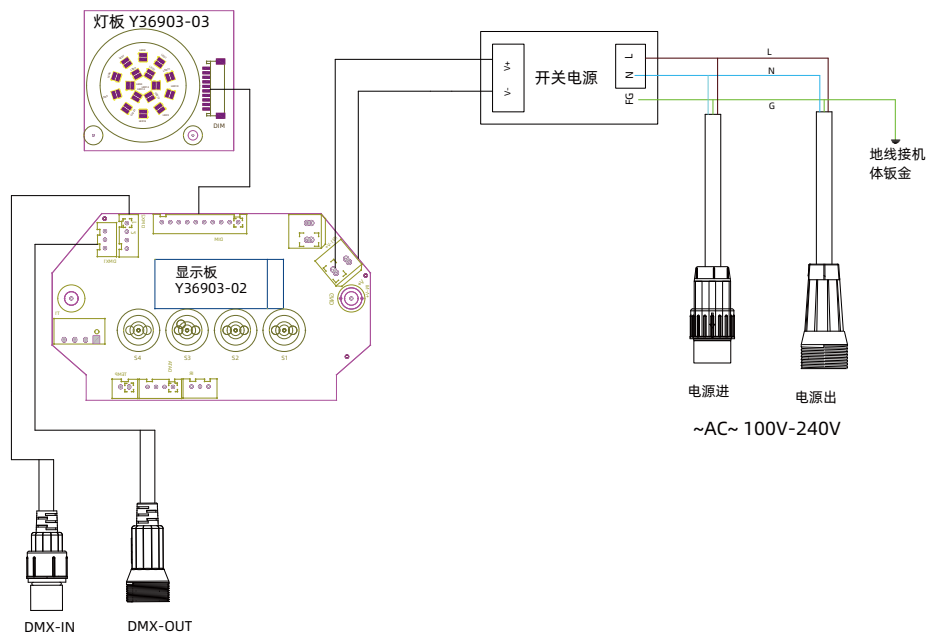 灯板 Y36903-03
DIM
V+
V-
开关电源
L
N
FG
L
N
G
地线接机
体钣金
DIM
显示板
Y36903-02
S4
S3
S2
S1
电源进
电源出
~AC~ 100V-240V
DMX-IN
DMX-OUT